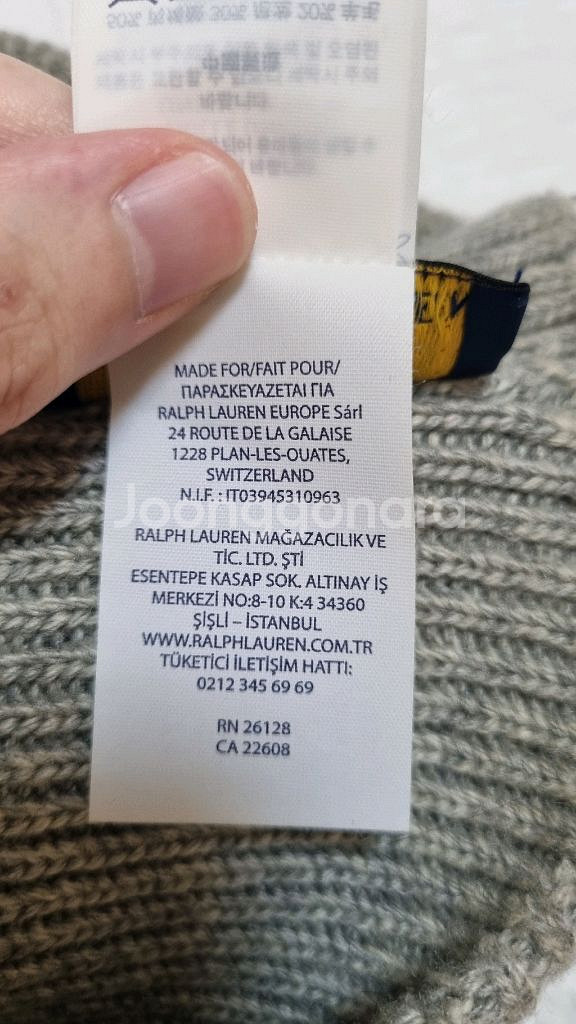 MADE FOR/FAIT POUR/
ΠΑΡΑΣΚΕΥΑΖΕΤΑΙ ΓΙΑ
RALPH LAUREN EUROPE Sárl
24 ROUTE DE LA GALAISE
1228 PLAN-LES-OUATES,
SWITZERLAND
N.I.F. : IT03945310963
Joonggonara
RALPH LAUREN MAĞAZACILIK VE
TİC. LTD. ŞTİ
ESENTEPE KASAP SOK. ALTINAY İŞ
MERKEZİ NO:8-10 K:4 34360
ŞİŞLİ – İSTANBUL
WWW.RALPHLAUREN.COM.TR
TÜKETİCİ İLETİŞİM HATTI:
0212 345 69 69
RN 26128
CA 22608